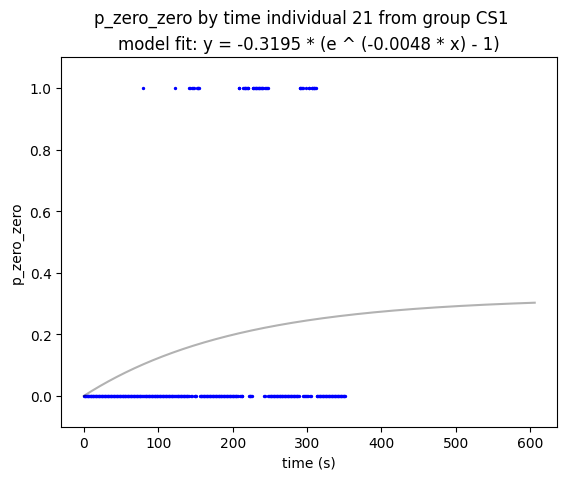 p_zero_zero by time individual 21 from group CS1
model fit: y = -0.3195 * (e ^ (-0.0048 * x) - 1)
1.0
0.8
0.6
0.4
0.2
0.0
p_zero_zero
0 100 200 300 400 500 600
time (s)